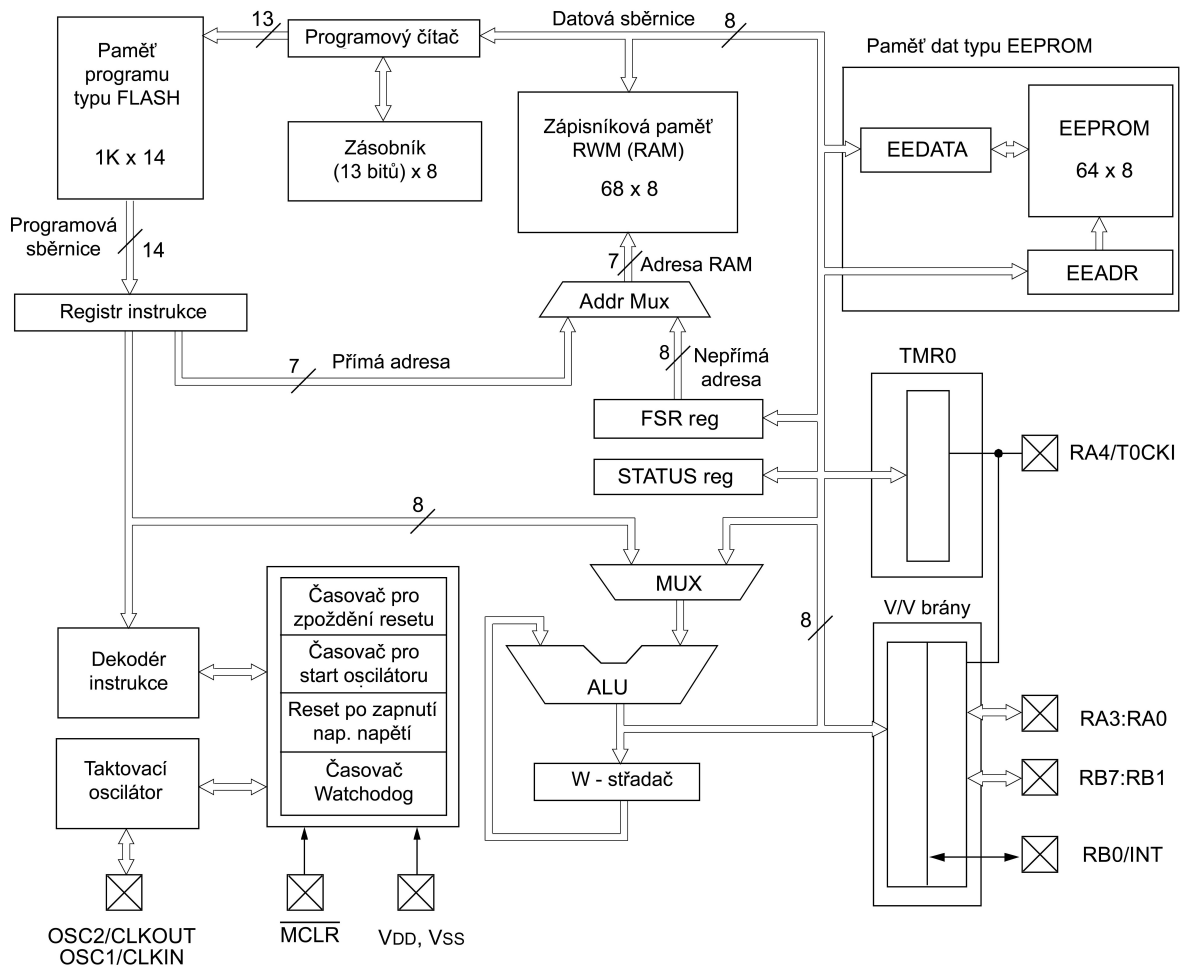 Paměť
programu
typu FLASH
1K x 14
13
Programový čítač
Datová sběrnice
8
Zásobník
(13 bitů) x 8
Zápisníková paměť
RWM (RAM)
68 x 8
Paměť dat typu EEPROM
EEDATA
EEPROM
64 x 8
EEADR
Programová
sběrnice
14
7
Adresa RAM
Addr Mux
Registr instrukce
7
Přímá adresa
8
Nepřímá
adresa
FSR reg
STATUS reg
TMR0
RA4/T0CKI
8
MUX
ALU
W - střadač
8
V/V brány
RA3:RA0
RB7:RB1
RB0/INT
Dekodér
instrukce
Časovač pro
zpoždění resetu
Časovač pro
start oscilátoru
Reset po zapnutí
nap. napětí
Časovač
Watchodog
Taktovací
oscilátor
OSC2/CLKOUT
OSC1/CLKIN
MCLR
VDD, VSS